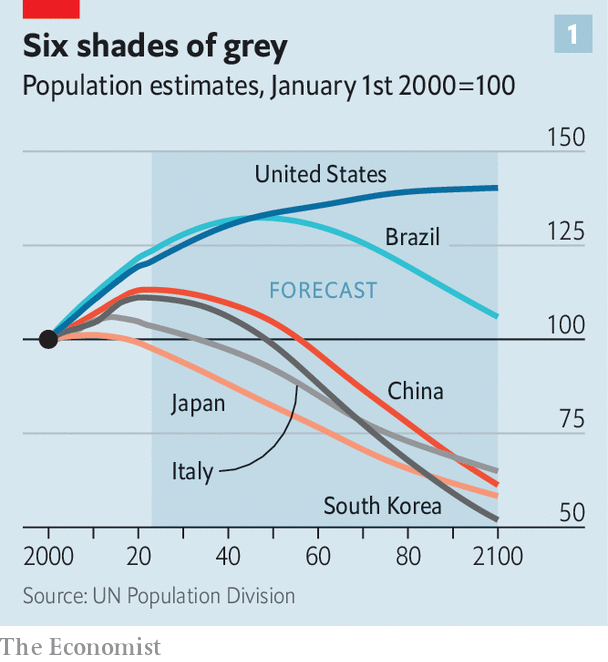 1
Six shades of grey
Population estimates, January 1st 2000=100
150
United States
125
Brazil
FORECAST
100
China
Japan
75
Italy
South Korea
50
2000 20 40 60 80 2100
Source: UN Population Division
The Economist